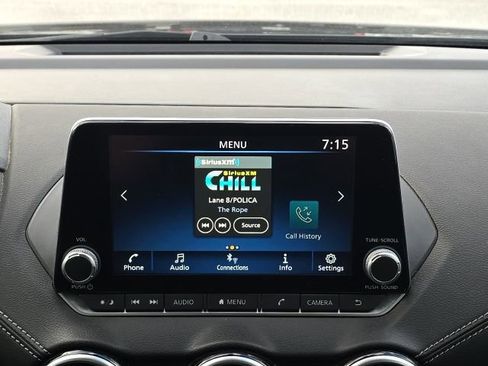 MENU
7:15
SiriusXM
SiriusXM
CHILL
Lane 8/POLICA
The Rope
Source
Call History
VOL
TUNE·SCROLL
Phone
Audio
Connections
Info
Settings
PUSH
PUSH·SOUND
AUDIO
MENU
CAMERA